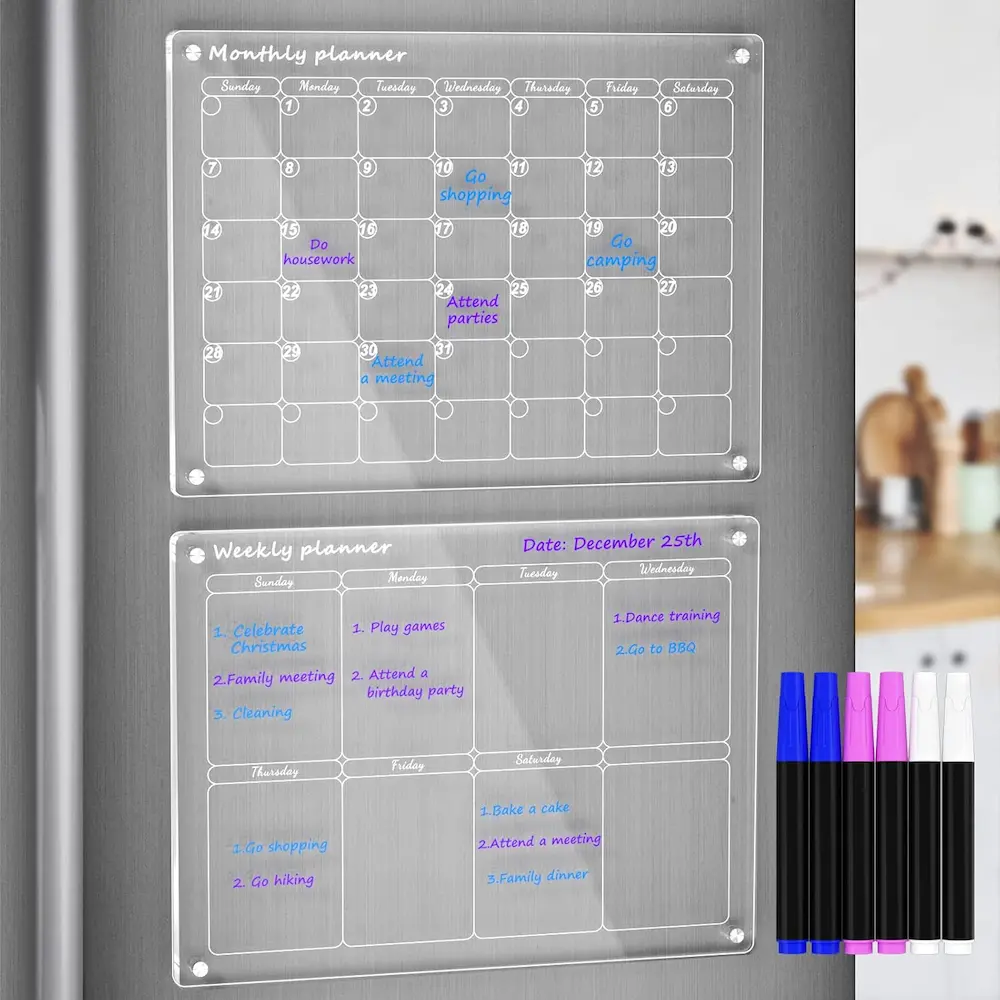 Monthly planner
Sunday Monday Tuesday Wednesday Thursday Friday Saturday
1 2 3 4 5 6
7 8 9 10 11 12 13
Go
shopping
14 15 16 17 18 19 20
Do
housework
Go
camping
21 22 23 24 25 26 27
Attend
parties
28 29 30 31
Attend
a meeting
Weekly planner
Date: December 25th
Sunday Monday Tuesday Wednesday
1. Celebrate
Christmas
2.Family meeting
3. Cleaning
1. Play games
2. Attend a
birthday party
1.Dance training
2.Go to BBQ
Thursday Friday Saturday
1.Go shopping
2. Go hiking
1.Bake a cake
2.Attend a meeting
3.Family dinner